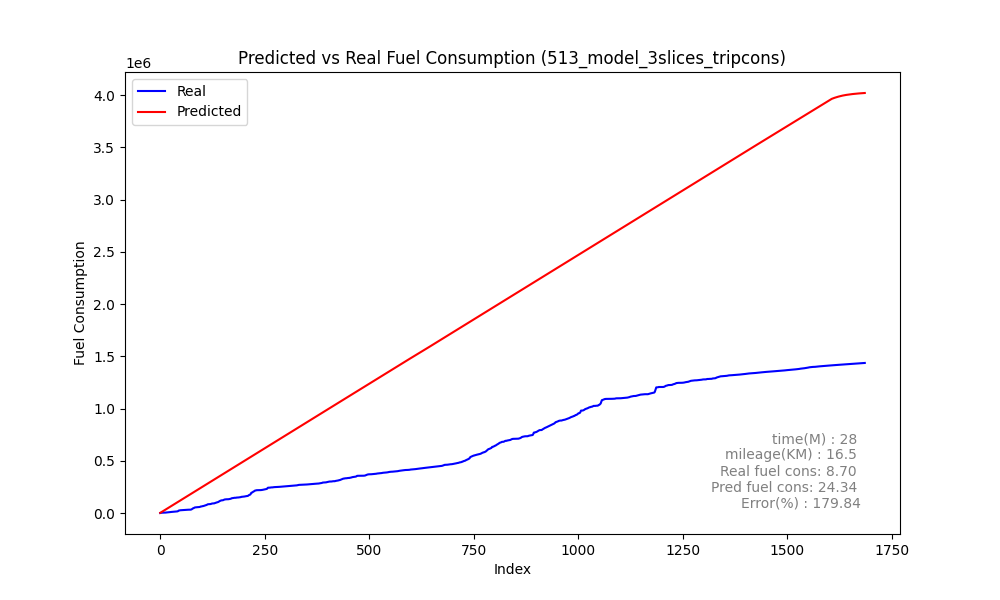 Predicted vs Real Fuel Consumption (513_model_3slices_tripcons)
1e6
Real
Predicted
4.0
3.5
3.0
2.5
2.0
1.5
1.0
0.5
0.0
Fuel Consumption
time(M) : 28
mileage(KM) : 16.5
Real fuel cons: 8.70
Pred fuel cons: 24.34
Error(%) : 179.84
0 250 500 750 1000 1250 1500 1750
Index